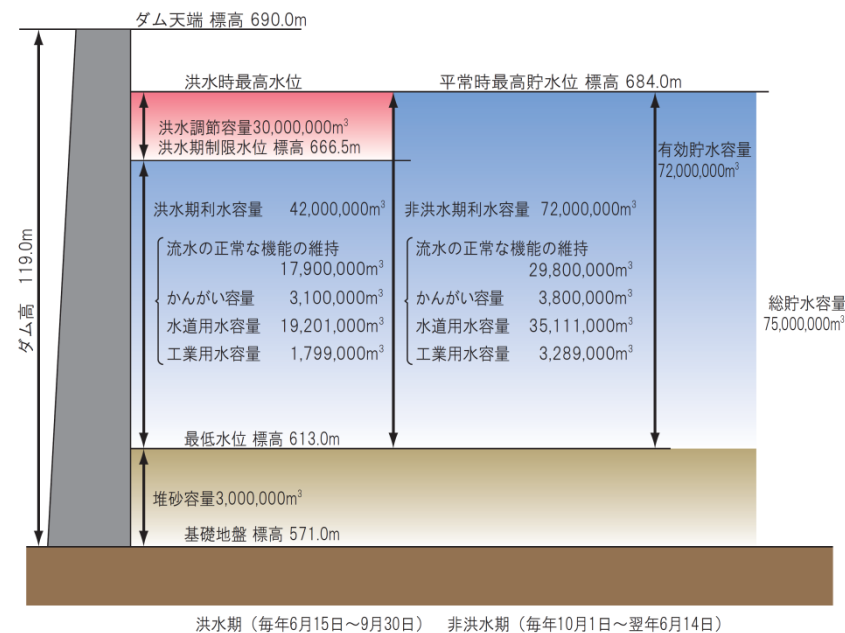 ダム天端 標高 690.0m
洪水時最高水位
平常時最高貯水位 標高 684.0m
洪水調節容量30,000,000m³
洪水期制限水位 標高 666.5m
有効貯水容量
72,000,000m³
洪水期利水容量 42,000,000m³
流水の正常な機能の維持
17,900,000m³
かんがい容量 3,100,000m³
水道用水容量 19,201,000m³
工業用水容量 1,799,000m³
非洪水期利水容量 72,000,000m³
流水の正常な機能の維持
29,800,000m³
かんがい容量 3,800,000m³
水道用水容量 35,111,000m³
工業用水容量 3,289,000m³
ダム高 119.0m
総貯水容量
75,000,000m³
最低水位 標高 613.0m
堆砂容量3,000,000m³
基礎地盤 標高 571.0m
洪水期（毎年6月15日～9月30日） 非洪水期（毎年10月1日～翌年6月14日）